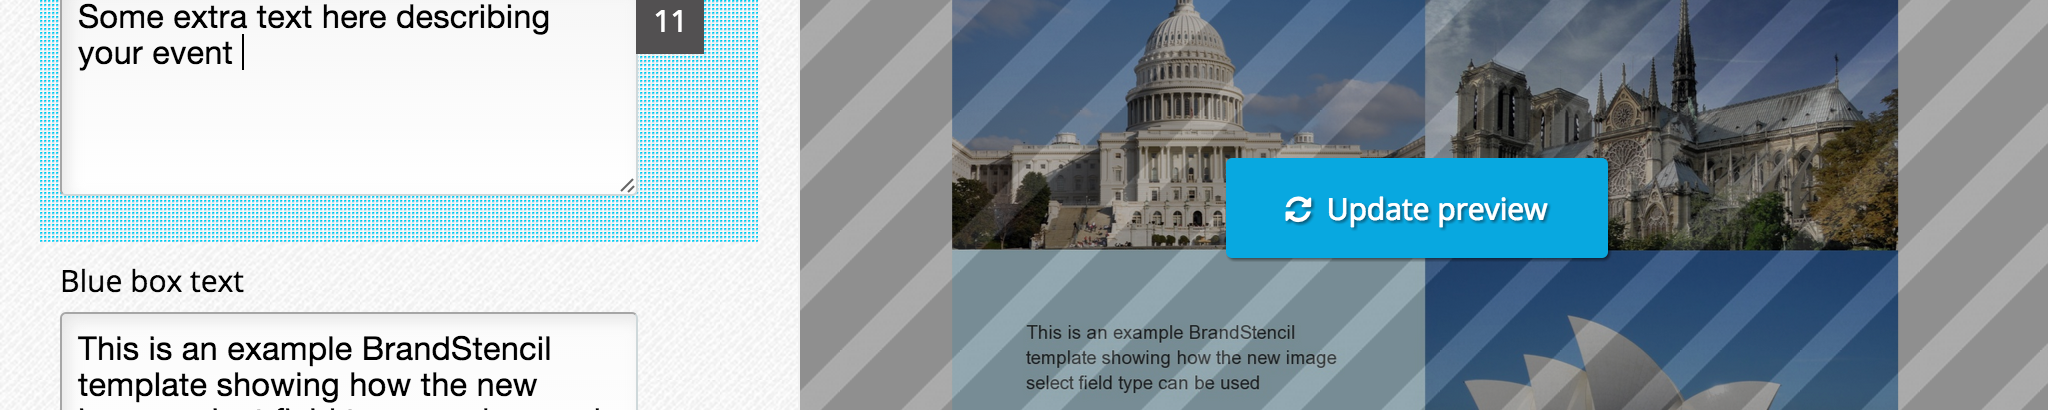 Some extra text here describing
your event
11
Blue box text
This is an example BrandStencil
template showing how the new
Update preview
This is an example BrandStencil
template showing how the new image
select field type can be used